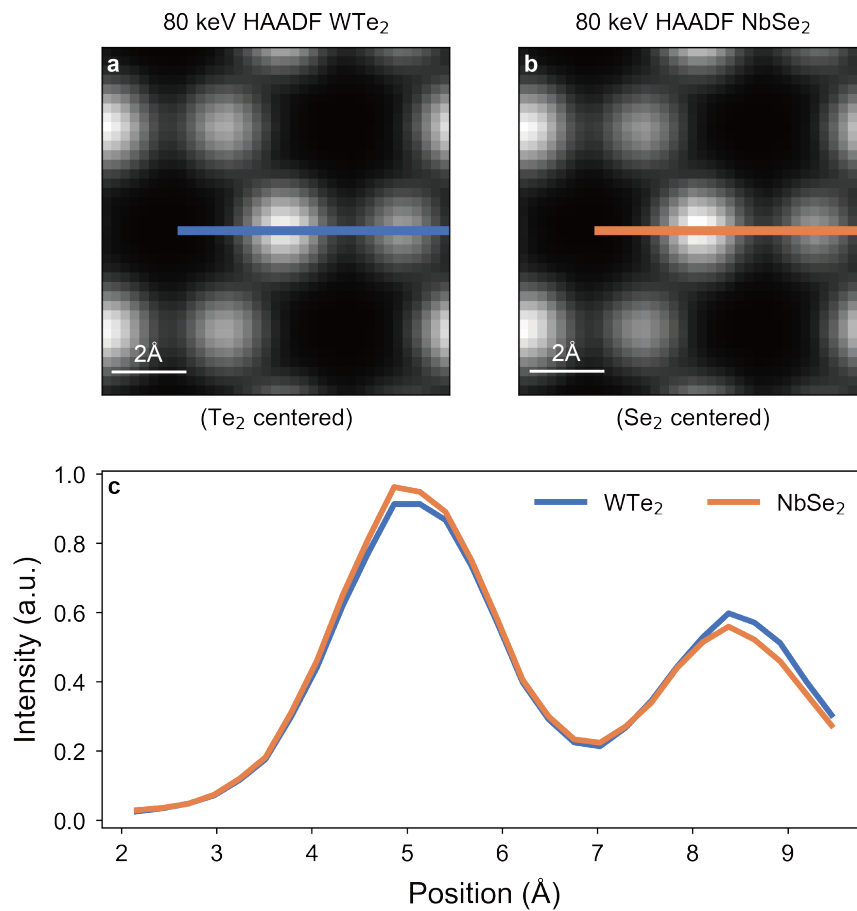 80 keV HAADF WTe₂ 80 keV HAADF NbSe₂
a b
2Å 2Å
(Te₂ centered) (Se₂ centered)
c
WTe₂ NbSe₂
Intensity (a.u.)
1.0
0.8
0.6
0.4
0.2
0.0
2 3 4 5 6 7 8 9
Position (Å)